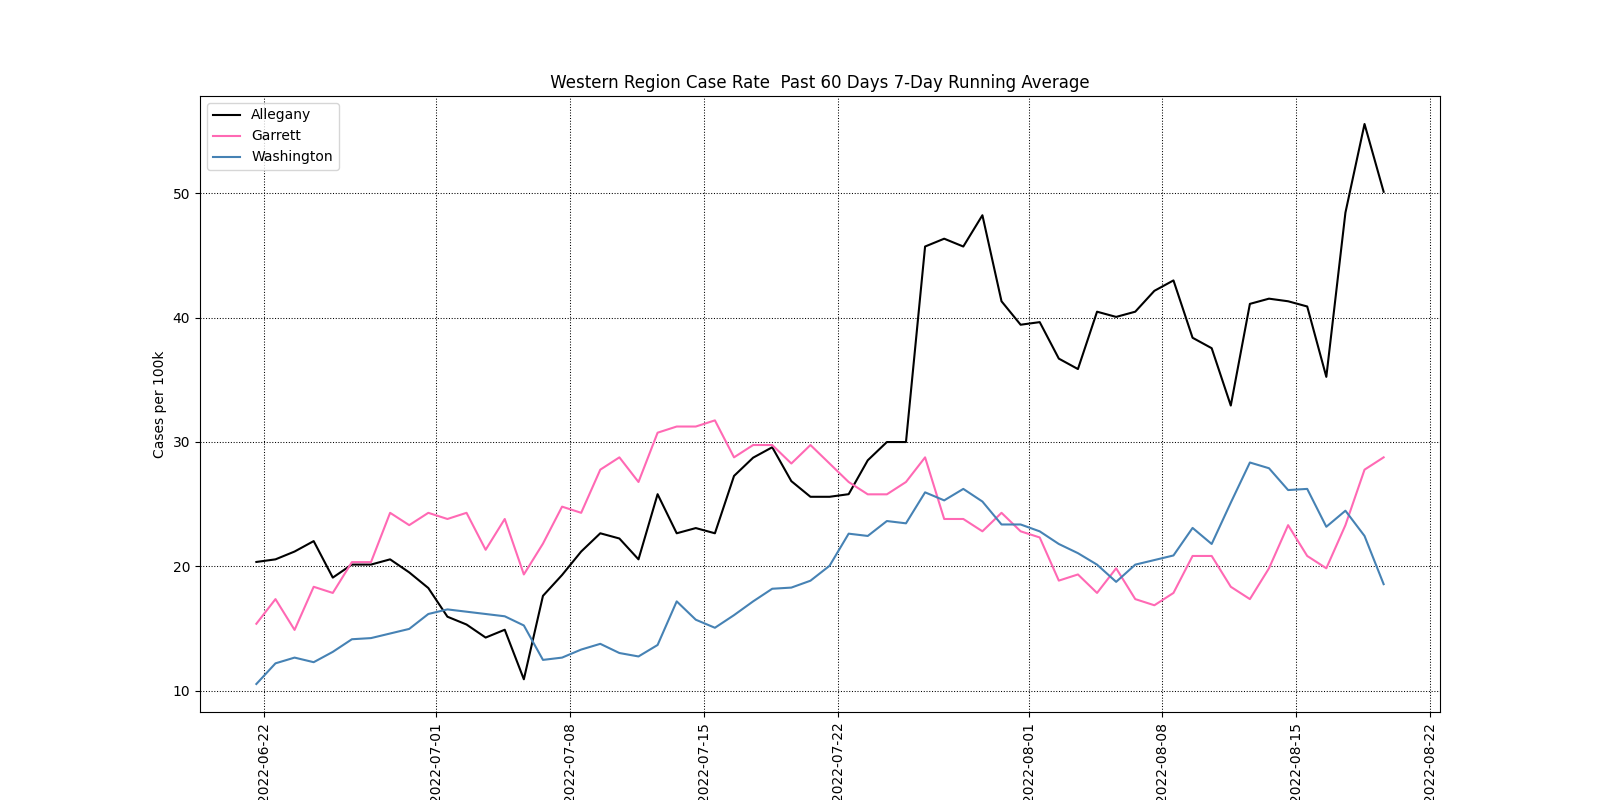 Western Region Case Rate  Past 60 Days 7-Day Running Average
Allegany
Garrett
Washington
Cases per 100k
50
40
30
20
10
2022-06-22
2022-07-01
2022-07-08
2022-07-15
2022-07-22
2022-08-01
2022-08-08
2022-08-15
2022-08-22